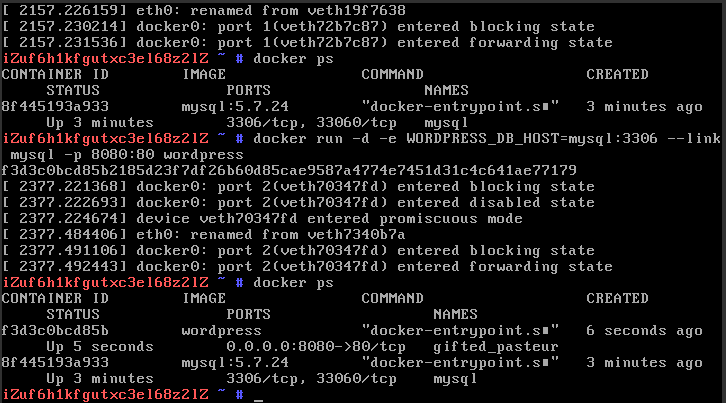 [ 2157.226159] eth0: renamed from veth19f7638
[ 2157.230214] docker0: port 1(veth72b7c87) entered blocking state
[ 2157.231536] docker0: port 1(veth72b7c87) entered forwarding state
iZuf6h1kfgutxc3el68z2lZ ~ # docker ps
CONTAINER ID        IMAGE               COMMAND                  CREATED
     STATUS              PORTS                 NAMES
8f445193a933        mysql:5.7.24        "docker-entrypoint.s■"   3 minutes ago
     Up 3 minutes        3306/tcp, 33060/tcp   mysql
iZuf6h1kfgutxc3el68z2lZ ~ # docker run -d -e WORDPRESS_DB_HOST=mysql:3306 --link
 mysql -p 8080:80 wordpress
f3d3c0bcd85b2185d23f7df26b60d85cae9587a4774e7451d31c4c641ae77179
[ 2377.221368] docker0: port 2(veth70347fd) entered blocking state
[ 2377.222693] docker0: port 2(veth70347fd) entered disabled state
[ 2377.224674] device veth70347fd entered promiscuous mode
[ 2377.484406] eth0: renamed from veth7340b7a
[ 2377.491106] docker0: port 2(veth70347fd) entered blocking state
[ 2377.492443] docker0: port 2(veth70347fd) entered forwarding state
iZuf6h1kfgutxc3el68z2lZ ~ # docker ps
CONTAINER ID        IMAGE               COMMAND                  CREATED
     STATUS              PORTS                  NAMES
f3d3c0bcd85b        wordpress           "docker-entrypoint.s■"   6 seconds ago
     Up 5 seconds        0.0.0.0:8080->80/tcp   gifted_pasteur
8f445193a933        mysql:5.7.24        "docker-entrypoint.s■"   3 minutes ago
     Up 3 minutes        3306/tcp, 33060/tcp    mysql
iZuf6h1kfgutxc3el68z2lZ ~ # _